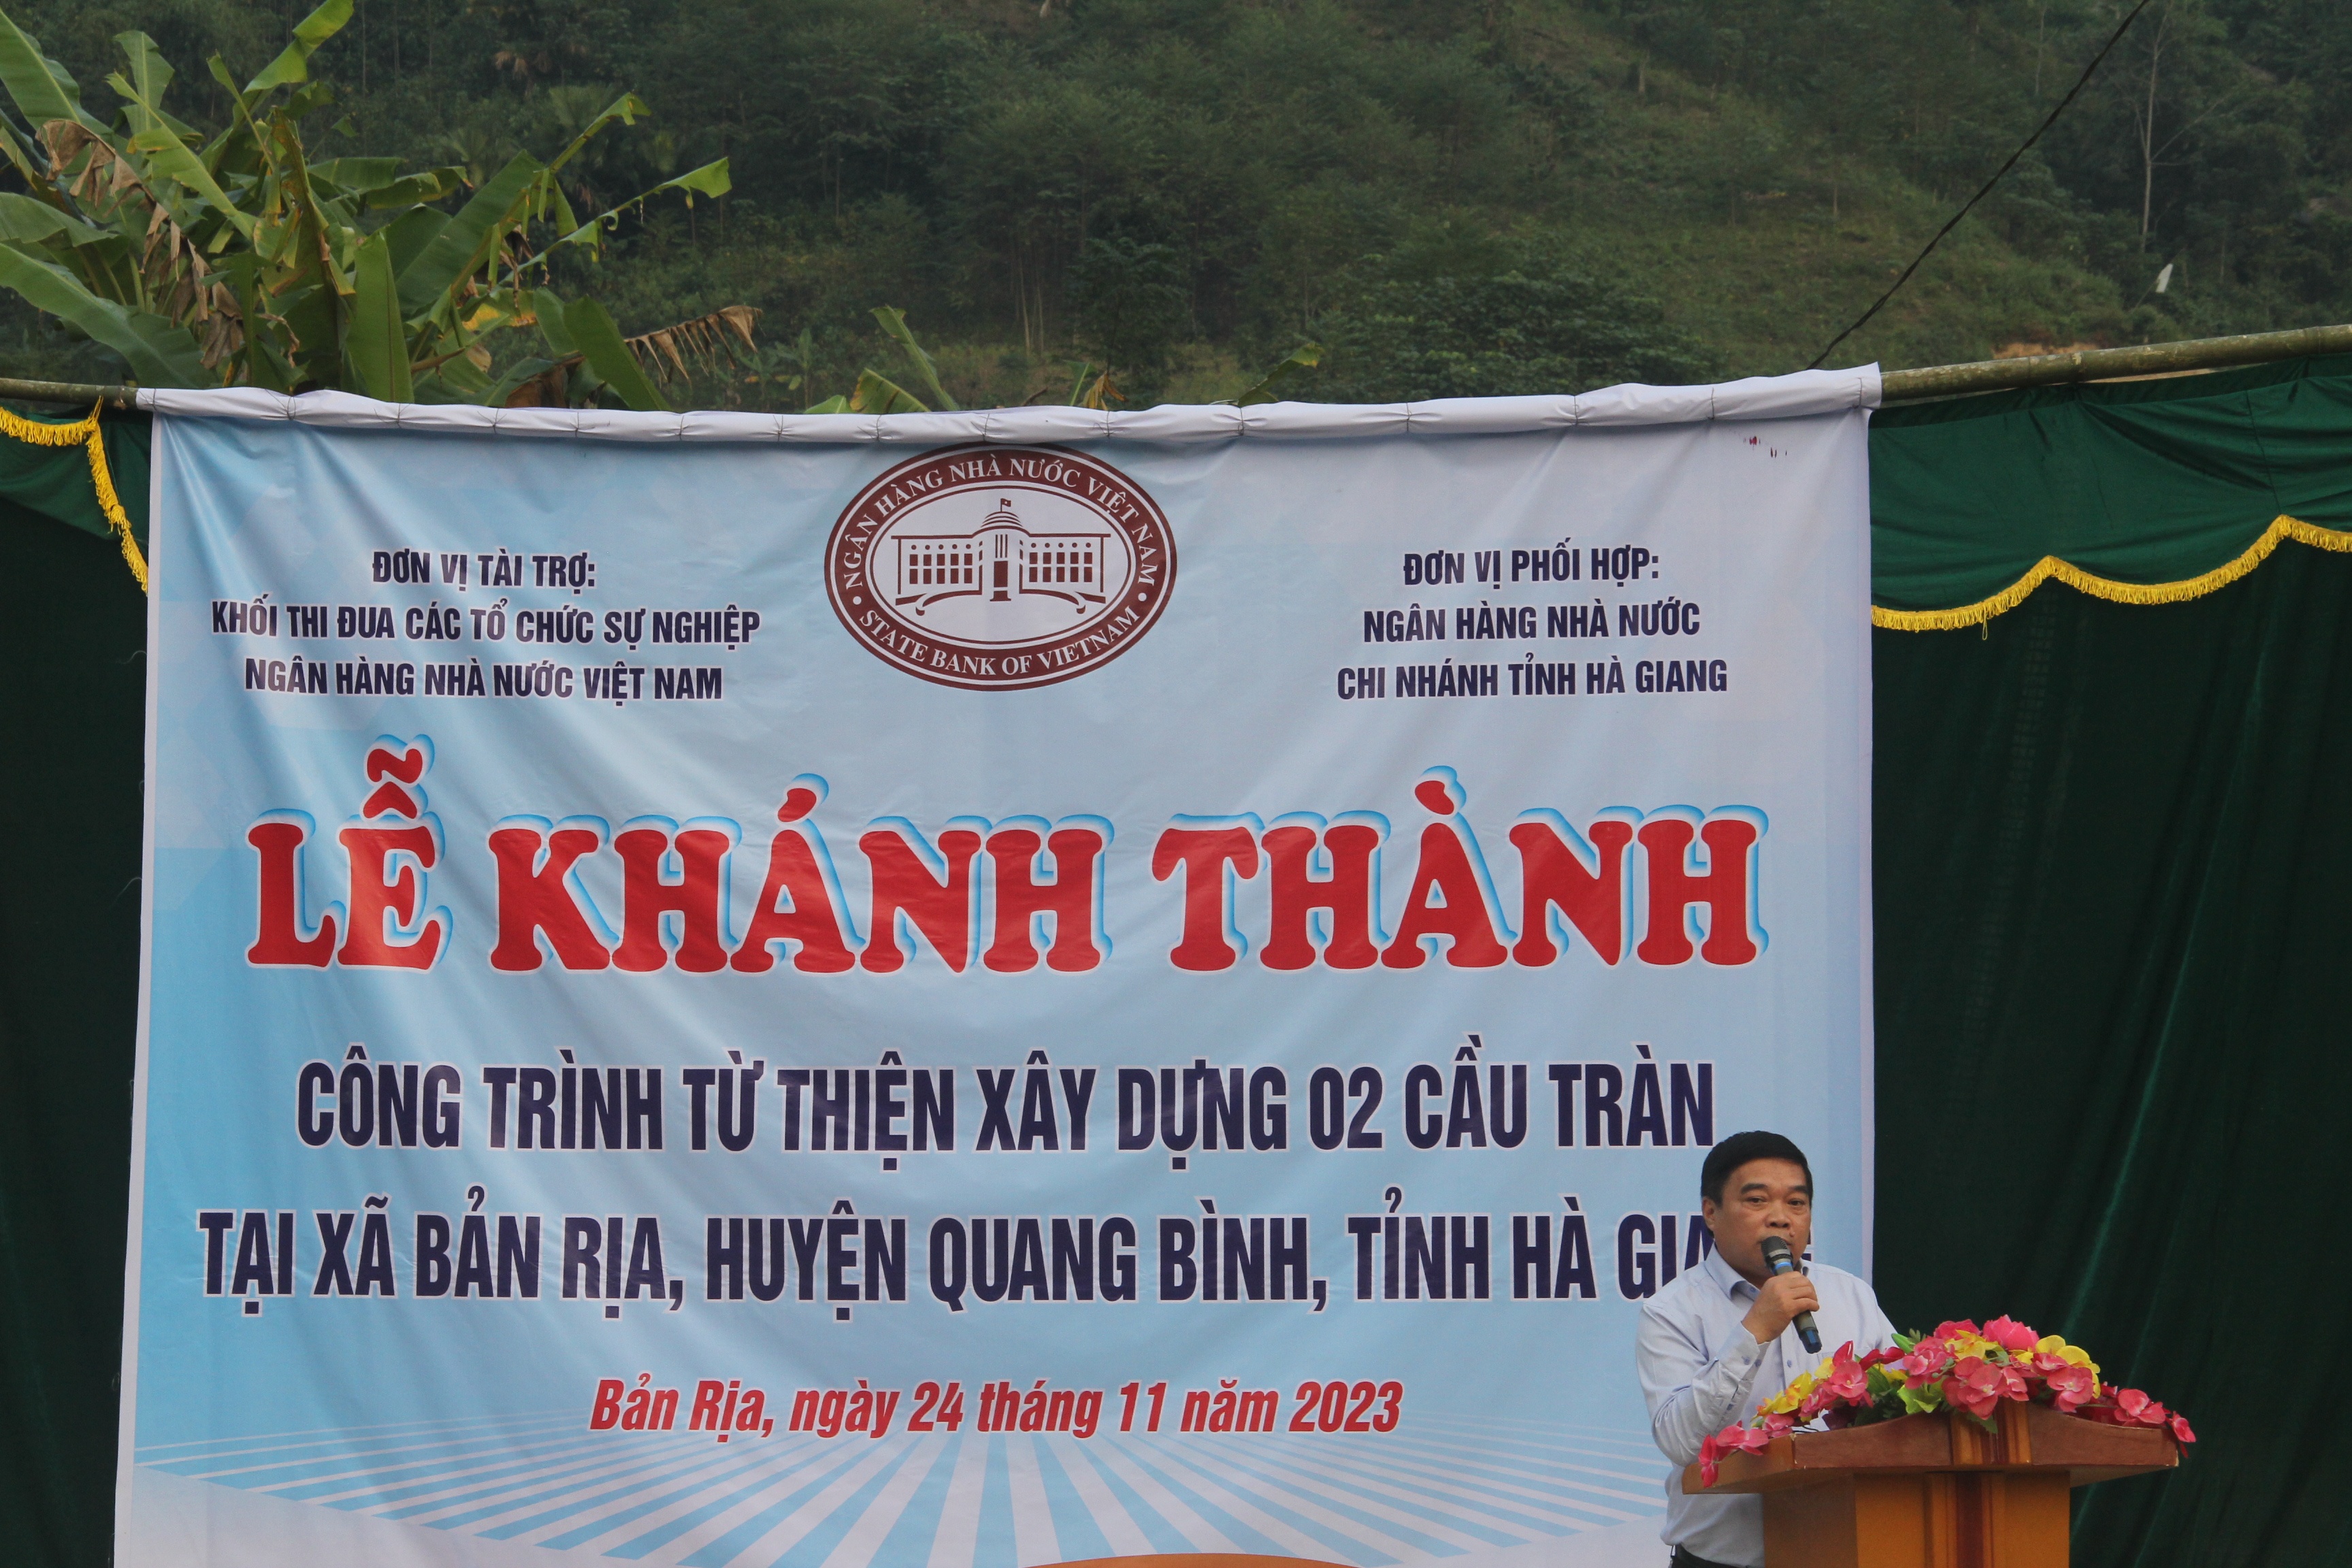 NGÂN HÀNG NHÀ NƯỚC VIỆT NAM
STATE BANK OF VIETNAM
ĐƠN VỊ TÀI TRỢ:
KHỐI THI ĐUA CÁC TỔ CHỨC SỰ NGHIỆP
NGÂN HÀNG NHÀ NƯỚC VIỆT NAM
ĐƠN VỊ PHỐI HỢP:
NGÂN HÀNG NHÀ NƯỚC
CHI NHÁNH TỈNH HÀ GIANG
LỄ KHÁNH THÀNH
CÔNG TRÌNH TỪ THIỆN XÂY DỰNG 02 CẦU TRÀN
TẠI XÃ BẢN RỊA, HUYỆN QUANG BÌNH, TỈNH HÀ GIANG
Bản Rịa, ngày 24 tháng 11 năm 2023